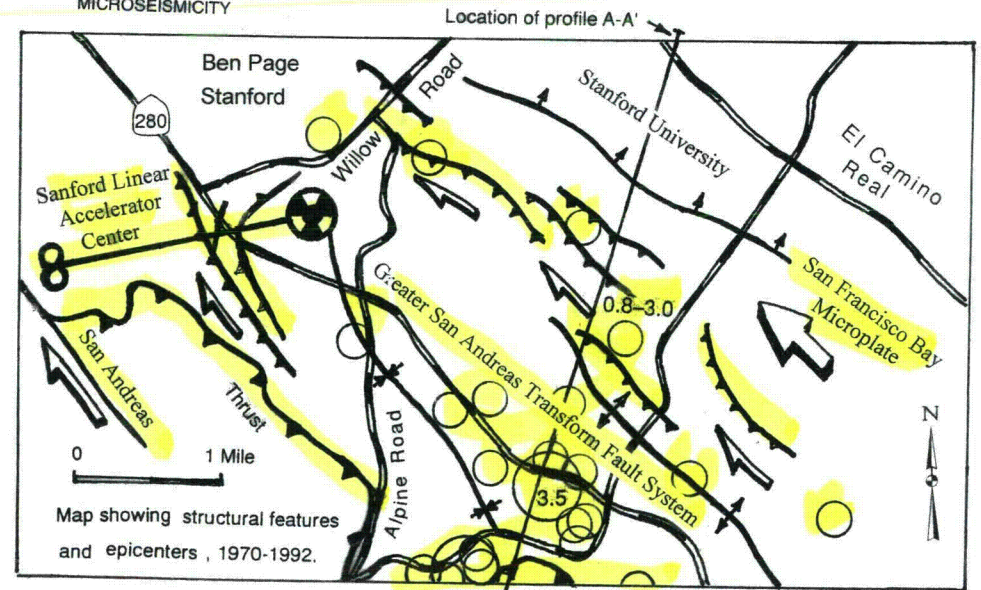 MICROSEISMICITY
Location of profile A-A'
Ben Page
Stanford
280
Willow
Road
Stanford University
El Camino
Real
Sanford Linear
Accelerator
Center
San Francisco Bay
Microplate
0.8–3.0
Greater San Andreas Transform Fault System
San Andreas
Thrust
Alpine Road
3.5
N
0
1 Mile
Map showing structural features
and epicenters , 1970-1992.